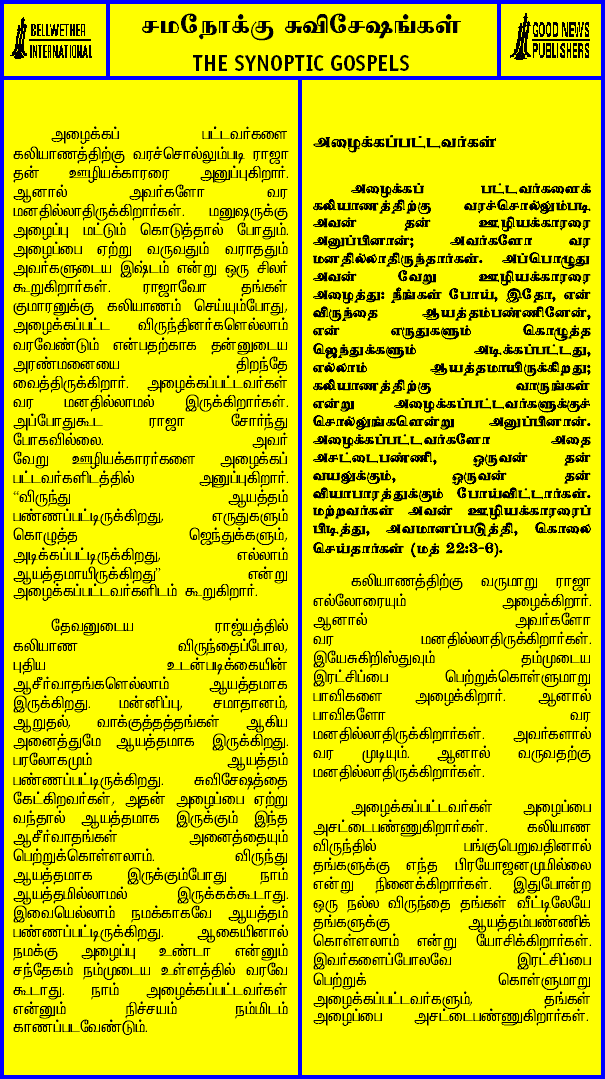 BELLWETHER
INTERNATIONAL
சமநோக்கு சுவிசேஷங்கள்
THE SYNOPTIC GOSPELS
GOOD NEWS
PUBLISHERS
அழைக்கப் பட்டவர்களை
கலியாணத்திற்கு வரச்சொல்லும்படி ராஜா
தன் ஊழியக்காரரை அனுப்புகிறார்.
ஆனால் அவர்களோ வர
மனதில்லாதிருக்கிறார்கள். மனுஷருக்கு
அழைப்பு மட்டும் கொடுத்தால் போதும்.
அழைப்பை ஏற்று வருவதும் வராததும்
அவர்களுடைய இஷ்டம் என்று ஒரு சிலர்
கூறுகிறார்கள். ராஜாவோ தங்கள்
குமாரனுக்கு கலியாணம் செய்யும்போது,
அழைக்கப்பட்ட விருந்தினர்களெல்லாம்
வரவேண்டும் என்பதற்காக தன்னுடைய
அரண்மனையை திறந்தே
வைத்திருக்கிறார். அழைக்கப்பட்டவர்கள்
வர மனதில்லாமல் இருக்கிறார்கள்.
அப்போதுகூட ராஜா சோர்ந்து
போகவில்லை. அவர்
வேறு ஊழியக்காரர்களை அழைக்கப்
பட்டவர்களிடத்தில் அனுப்புகிறார்.
“விருந்து ஆயத்தம்
பண்ணப்பட்டிருக்கிறது, எருதுகளும்
கொழுத்த ஜெந்துக்களும்,
அடிக்கப்பட்டிருக்கிறது, எல்லாம்
ஆயத்தமாயிருக்கிறது” என்று
அழைக்கப்பட்டவர்களிடம் கூறுகிறார்.
தேவனுடைய ராஜ்யத்தில்
கலியாண விருந்தைப்போல,
புதிய உடன்படிக்கையின்
ஆசீர்வாதங்களெல்லாம் ஆயத்தமாக
இருக்கிறது. மன்னிப்பு, சமாதானம்,
ஆறுதல், வாக்குத்தத்தங்கள் ஆகிய
அனைத்துமே ஆயத்தமாக இருக்கிறது.
பரலோகமும் ஆயத்தம்
பண்ணப்பட்டிருக்கிறது. சுவிசேஷத்தை
கேட்கிறவர்கள், அதன் அழைப்பை ஏற்று
வந்தால் ஆயத்தமாக இருக்கும் இந்த
ஆசீர்வாதங்கள் அனைத்தையும்
பெற்றுக்கொள்ளலாம். விருந்து
ஆயத்தமாக இருக்கும்போது நாம்
ஆயத்தமில்லாமல் இருக்கக்கூடாது.
இவையெல்லாம் நமக்காகவே ஆயத்தம்
பண்ணப்பட்டிருக்கிறது. ஆகையினால்
நமக்கு அழைப்பு உண்டா என்னும்
சந்தேகம் நம்முடைய உள்ளத்தில் வரவே
கூடாது. நாம் அழைக்கப்பட்டவர்கள்
என்னும் நிச்சயம் நம்மிடம்
காணப்படவேண்டும்.
அழைக்கப்பட்டவர்கள்
அழைக்கப் பட்டவர்களைக்
கலியாணத்திற்கு வரச்சொல்லும்படி
அவன் தன் ஊழியக்காரரை
அனுப்பினான்; அவர்களோ வர
மனதில்லாதிருந்தார்கள். அப்பொழுது
அவன் வேறு ஊழியக்காரரை
அழைத்து: நீங்கள் போய், இதோ, என்
விருந்தை ஆயத்தம்பண்ணினேன்,
என் எருதுகளும் கொழுத்த
ஜெந்துக்களும் அடிக்கப்பட்டது,
எல்லாம் ஆயத்தமாயிருக்கிறது;
கலியாணத்திற்கு வாருங்கள்
என்று அழைக்கப்பட்டவர்களுக்குச்
சொல்லுங்களென்று அனுப்பினான்.
அழைக்கப்பட்டவர்களோ அதை
அசட்டைபண்ணி, ஒருவன் தன்
வயலுக்கும், ஒருவன் தன்
வியாபாரத்துக்கும் போய்விட்டார்கள்.
மற்றவர்கள் அவன் ஊழியக்காரரைப்
பிடித்து, அவமானப்படுத்தி, கொலை
செய்தார்கள் (மத் 22:3-6).
கலியாணத்திற்கு வருமாறு ராஜா
எல்லோரையும் அழைக்கிறார்.
ஆனால் அவர்களோ
வர மனதில்லாதிருக்கிறார்கள்.
இயேசுகிறிஸ்துவும் தம்முடைய
இரட்சிப்பை பெற்றுக்கொள்ளுமாறு
பாவிகளை அழைக்கிறார். ஆனால்
பாவிகளோ வர
மனதில்லாதிருக்கிறார்கள். அவர்களால்
வர முடியும். ஆனால் வருவதற்கு
மனதில்லாதிருக்கிறார்கள்.
அழைக்கப்பட்டவர்கள் அழைப்பை
அசட்டைபண்ணுகிறார்கள். கலியாண
விருந்தில் பங்குபெறுவதினால்
தங்களுக்கு எந்த பிரயோஜனமுமில்லை
என்று நினைக்கிறார்கள். இதுபோன்ற
ஒரு நல்ல விருந்தை தங்கள் வீட்டிலேயே
தங்களுக்கு ஆயத்தம்பண்ணிக்
கொள்ளலாம் என்று யோசிக்கிறார்கள்.
இவர்களைப்போலவே இரட்சிப்பை
பெற்றுக் கொள்ளுமாறு
அழைக்கப்பட்டவர்களும், தங்கள்
அழைப்பை அசட்டைபண்ணுகிறார்கள்.